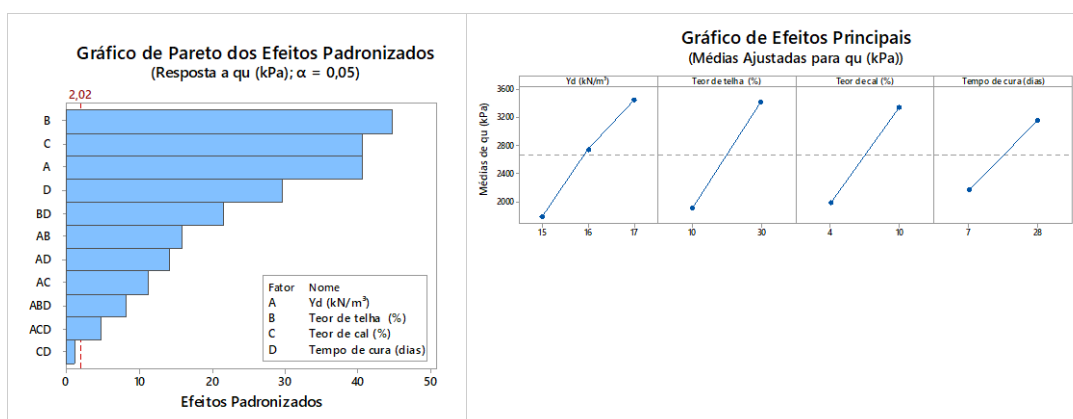 Gráfico de Pareto dos Efeitos Padronizados
(Resposta a qu (kPa); α = 0,05)
2,02
B
C
A
D
BD
AB
AD
AC
ABD
ACD
CD
Fator Nome
A Yd (kN/m³)
B Teor de telha (%)
C Teor de cal (%)
D Tempo de cura (dias)
0 10 20 30 40 50
Efeitos Padronizados
Gráfico de Efeitos Principais
(Médias Ajustadas para qu (kPa))
Yd (kN/m³) Teor de telha (%) Teor de cal (%) Tempo de cura (dias)
Médias de qu (kPa)
3600
3200
2800
2400
2000
15 16 17 10 30 4 10 7 28